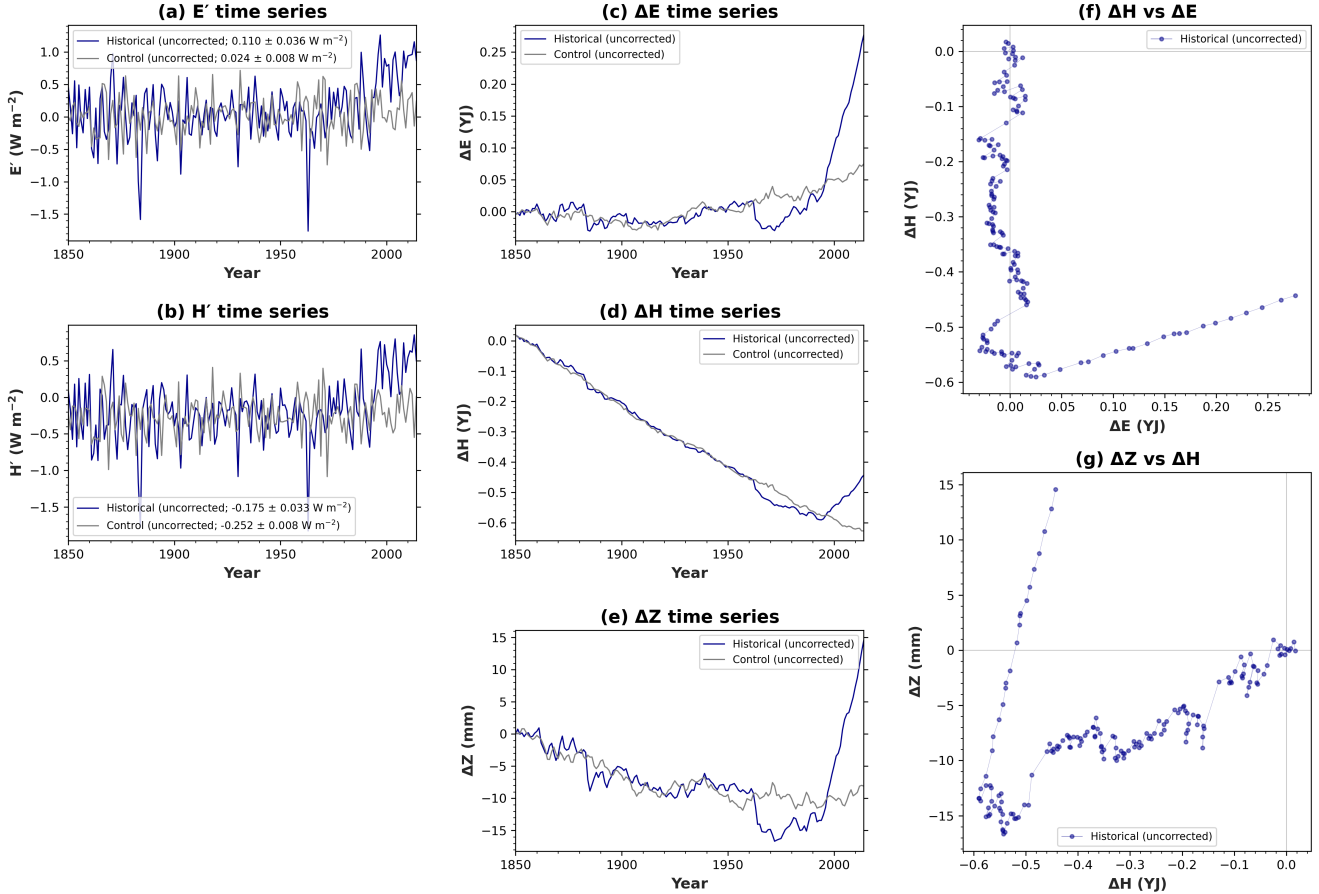 (a) E′ time series
Historical (uncorrected; 0.110 ± 0.036 W m⁻²)
Control (uncorrected; 0.024 ± 0.008 W m⁻²)
E′ (W m⁻²)
1.0
0.5
0.0
−0.5
−1.0
−1.5
1850
1900
1950
2000
Year
(b) H′ time series
Historical (uncorrected; -0.175 ± 0.033 W m⁻²)
Control (uncorrected; -0.252 ± 0.008 W m⁻²)
H′ (W m⁻²)
0.5
0.0
−0.5
−1.0
−1.5
1850
1900
1950
2000
Year
(c) ΔE time series
Historical (uncorrected)
Control (uncorrected)
ΔE (YJ)
0.25
0.20
0.15
0.10
0.05
0.00
1850
1900
1950
2000
Year
(d) ΔH time series
Historical (uncorrected)
Control (uncorrected)
ΔH (YJ)
0.0
−0.1
−0.2
−0.3
−0.4
−0.5
−0.6
1850
1900
1950
2000
Year
(e) ΔZ time series
Historical (uncorrected)
Control (uncorrected)
ΔZ (mm)
15
10
5
0
−5
−10
−15
1850
1900
1950
2000
Year
(f) ΔH vs ΔE
Historical (uncorrected)
ΔH (YJ)
0.0
−0.1
−0.2
−0.3
−0.4
−0.5
−0.6
0.00
0.05
0.10
0.15
0.20
0.25
ΔE (YJ)
(g) ΔZ vs ΔH
ΔZ (mm)
15
10
5
0
−5
−10
−15
Historical (uncorrected)
−0.6
−0.5
−0.4
−0.3
−0.2
−0.1
0.0
ΔH (YJ)